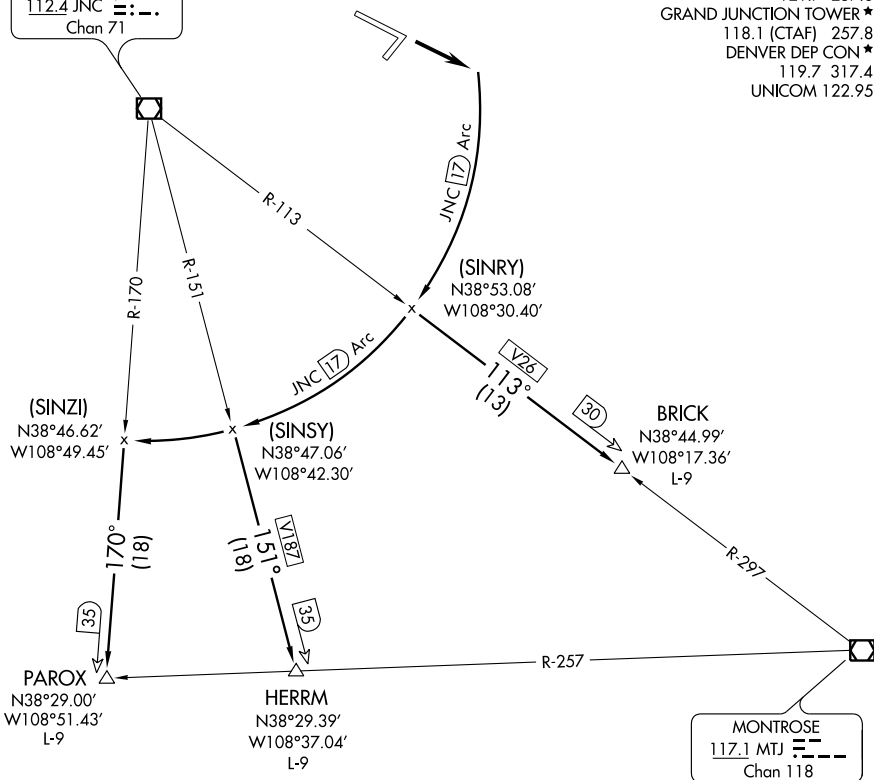 112.4 JNC
Chan 71
GRAND JUNCTION TOWER ★
118.1 (CTAF) 257.8
DENVER DEP CON ★
119.7 317.4
UNICOM 122.95
JNC 17 Arc
R-113
R-151
R-170
(SINRY)
N38°53.08'
W108°30.40'
JNC 17 Arc
V26
113°
(13)
30
BRICK
N38°44.99'
W108°17.36'
L-9
(SINZI)
N38°46.62'
W108°49.45'
(SINSY)
N38°47.06'
W108°42.30'
170°
(18)
V187
151°
(18)
R-297
35
35
R-257
PAROX
N38°29.00'
W108°51.43'
L-9
HERRM
N38°29.39'
W108°37.04'
L-9
MONTROSE
117.1 MTJ
Chan 118